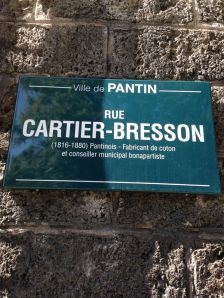 Ville de PANTIN
RUE
CARTIER-BRESSON
(1816-1880) Pantinois - Fabricant de coton
et conseiller municipal bonapartiste